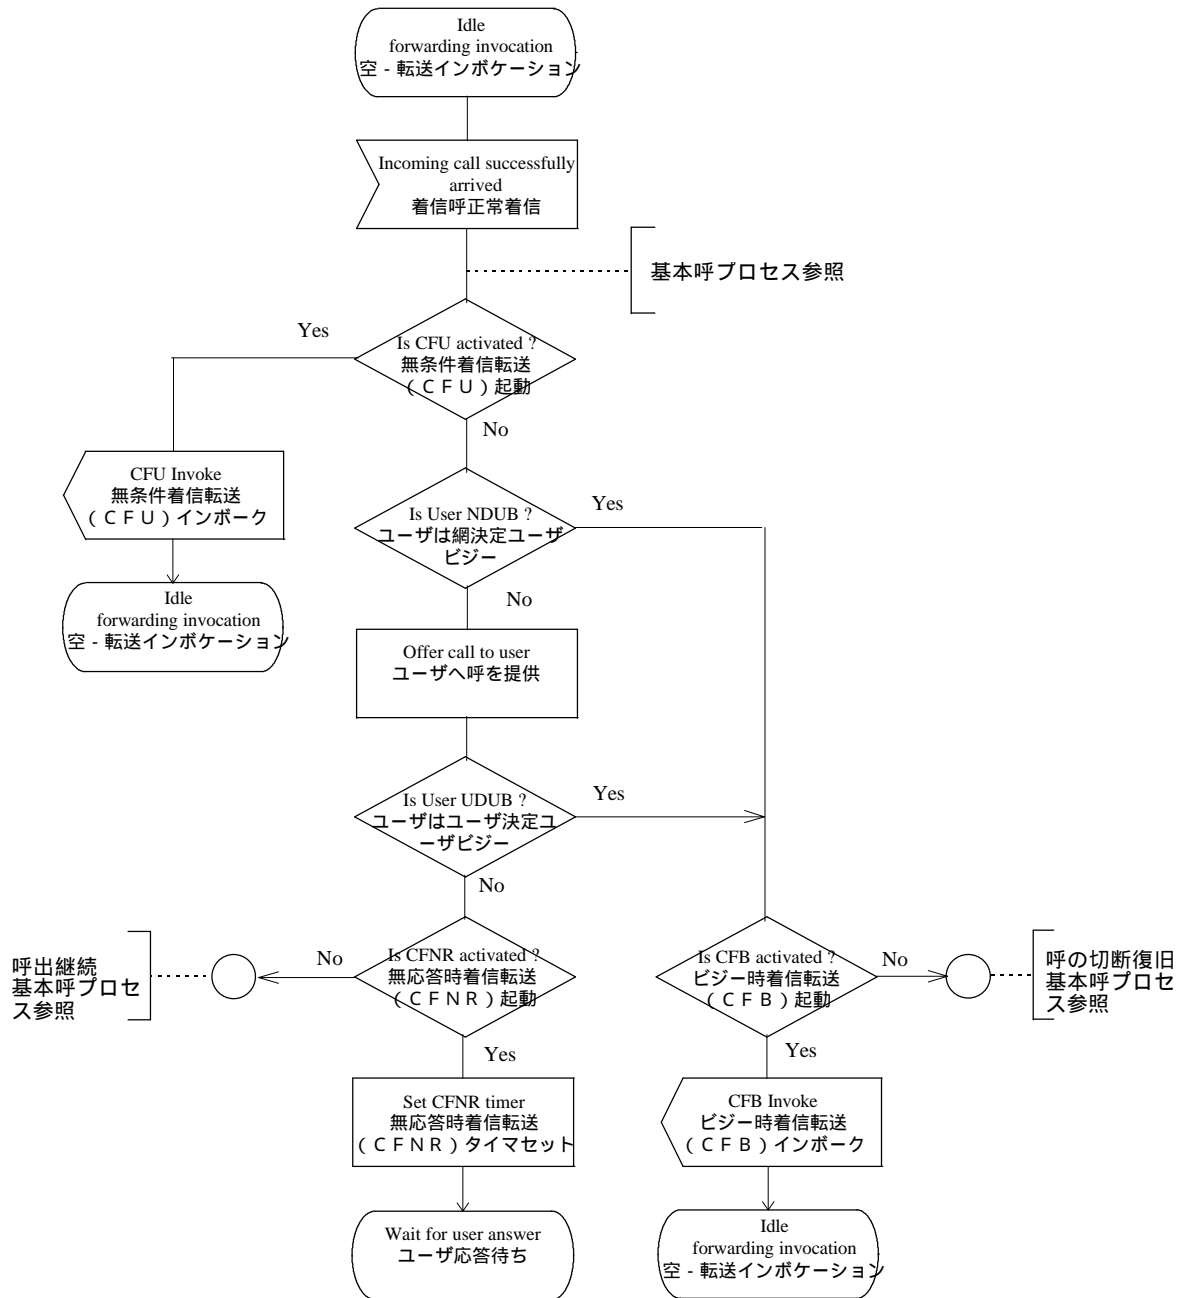 Idle
forwarding invocation
空 - 転送インボケーション
Incoming call successfully
arrived
着信呼正常着信
基本呼プロセス参照
Yes
Is CFU activated ?
無条件着信転送
（ＣＦＵ）起動
No
CFU Invoke
無条件着信転送
（ＣＦＵ）インボーク
Is User NDUB ?
ユーザは網決定ユーザ
ビジー
Yes
No
Idle
forwarding invocation
空 - 転送インボケーション
Offer call to user
ユーザへ呼を提供
Is User UDUB ?
ユーザはユーザ決定ユ
ーザビジー
Yes
No
呼出継続
基本呼プロセ
ス参照
No
Is CFNR activated ?
無応答時着信転送
（ＣＦＮＲ）起動
Yes
Is CFB activated ?
ビジー時着信転送
（ＣＦＢ）起動
No
呼の切断復旧
基本呼プロセ
ス参照
Yes
Set CFNR timer
無応答時着信転送
（ＣＦＮＲ）タイマセット
CFB Invoke
ビジー時着信転送
（ＣＦＢ）インボーク
Wait for user answer
ユーザ応答待ち
Idle
forwarding invocation
空 - 転送インボケーション